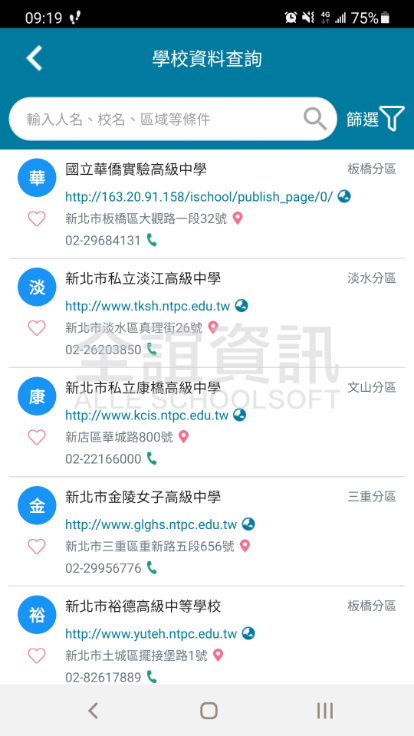 09:19 4G 75%
學校資料查詢
輸入人名、校名、區域等條件 篩選
華 國立華僑實驗高級中學 板橋分區
http://163.20.91.158/ischool/publish_page/0/
新北市板橋區大觀路一段32號
02-29684131
淡 新北市私立淡江高級中學 淡水分區
http://www.tksh.ntpc.edu.tw
新北市淡水區真理街26號
02-26203850
全誼資訊
ALLE SCHOOLSOFT
康 新北市私立康橋高級中學 文山分區
http://www.kcis.ntpc.edu.tw
新店區華城路800號
02-22166000
金 新北市金陵女子高級中學 三重分區
http://www.glghs.ntpc.edu.tw
新北市三重區重新路五段656號
02-29956776
裕 新北市裕德高級中等學校 板橋分區
http://www.yuteh.ntpc.edu.tw
新北市土城區擺接堡路1號
02-82617889